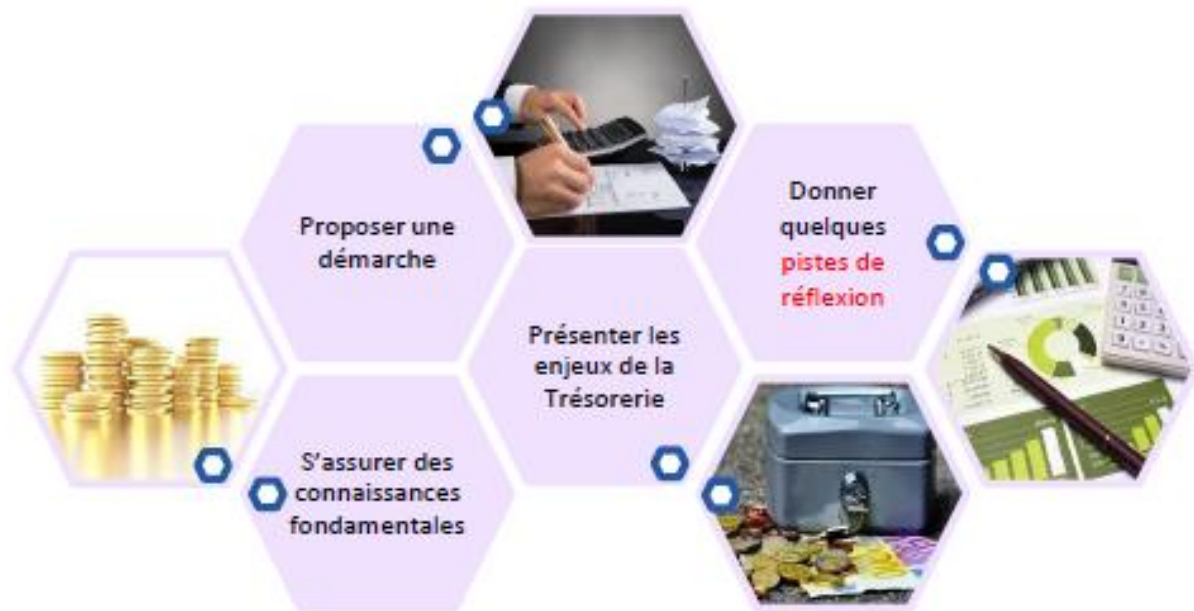 Proposer une
démarche
S'assurer des
connaissances
fondamentales
Présenter les
enjeux de la
Trésorerie
Donner
quelques
pistes de
réflexion